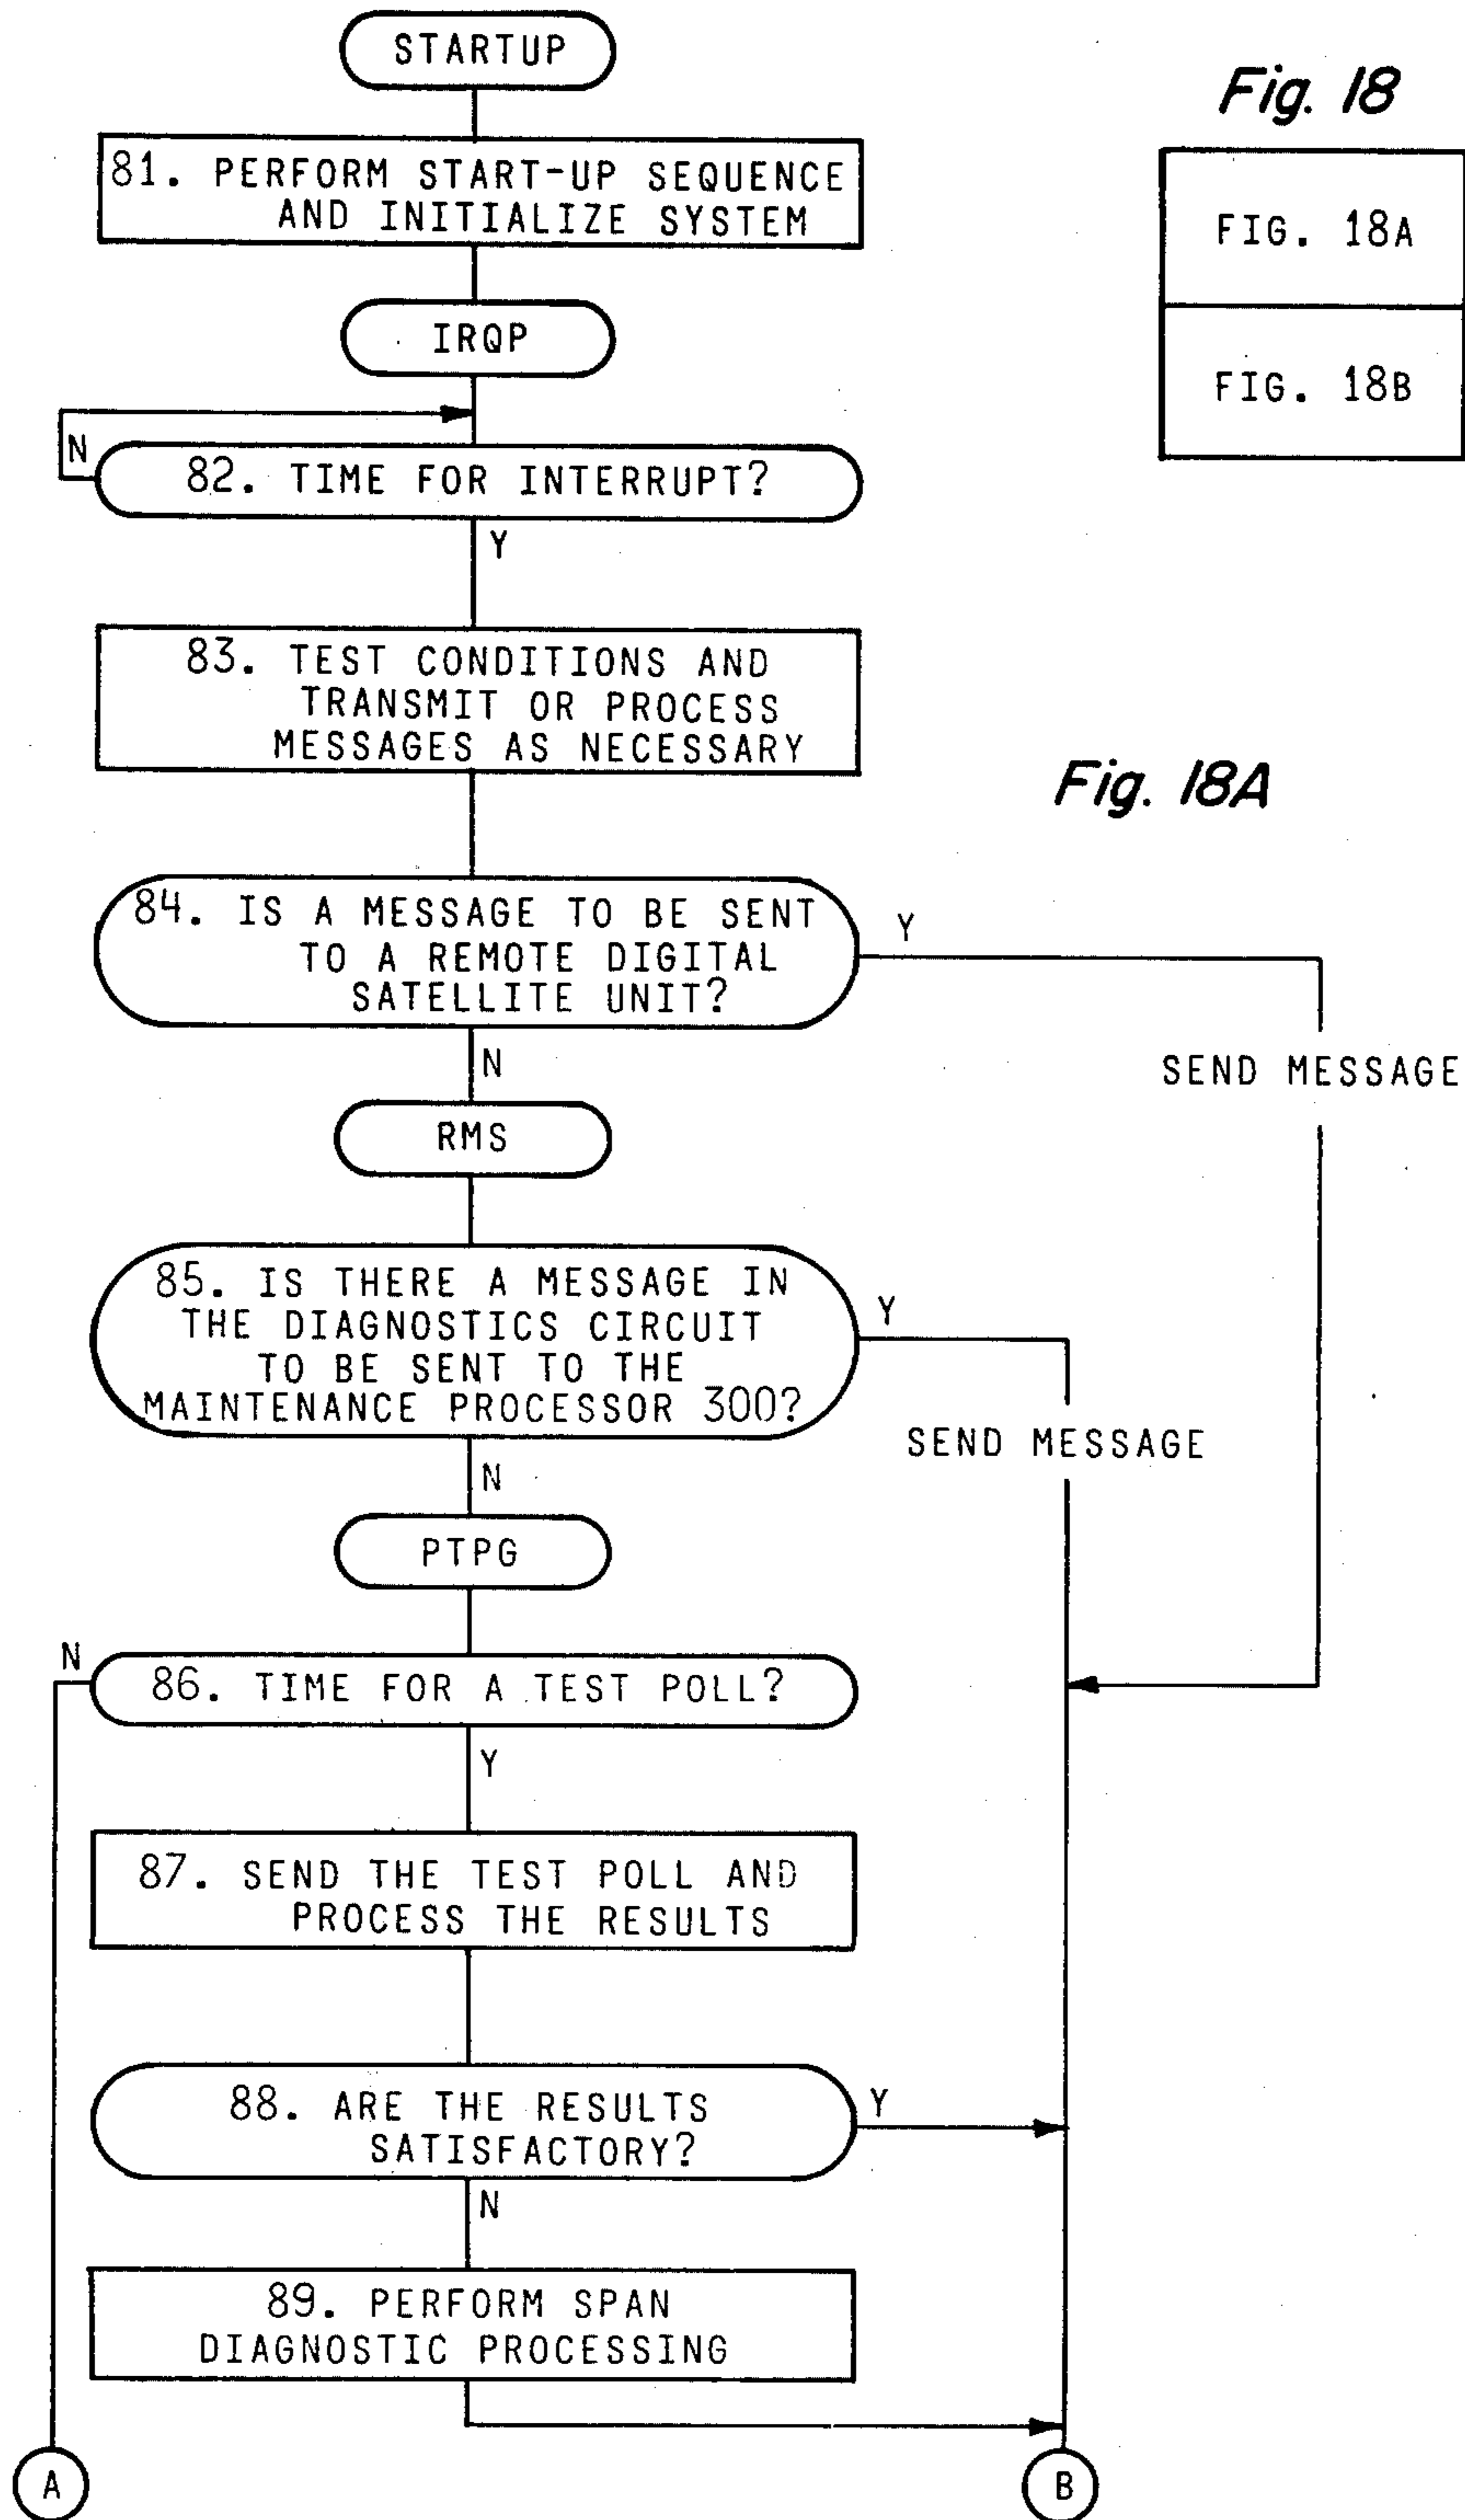 STARTUP
Fig. 18
81. PERFORM START-UP SEQUENCE
AND INITIALIZE SYSTEM
FIG. 18A
FIG. 18B
IRQP
N
82. TIME FOR INTERRUPT?
Y
83. TEST CONDITIONS AND
TRANSMIT OR PROCESS
MESSAGES AS NECESSARY
Fig. 18A
84. IS A MESSAGE TO BE SENT
TO A REMOTE DIGITAL
SATELLITE UNIT?
Y
N
SEND MESSAGE
RMS
85. IS THERE A MESSAGE IN
THE DIAGNOSTICS CIRCUIT
TO BE SENT TO THE
MAINTENANCE PROCESSOR 300?
Y
SEND MESSAGE
N
PTPG
N
86. TIME FOR A TEST POLL?
Y
87. SEND THE TEST POLL AND
PROCESS THE RESULTS
88. ARE THE RESULTS
SATISFACTORY?
Y
N
89. PERFORM SPAN
DIAGNOSTIC PROCESSING
A
B